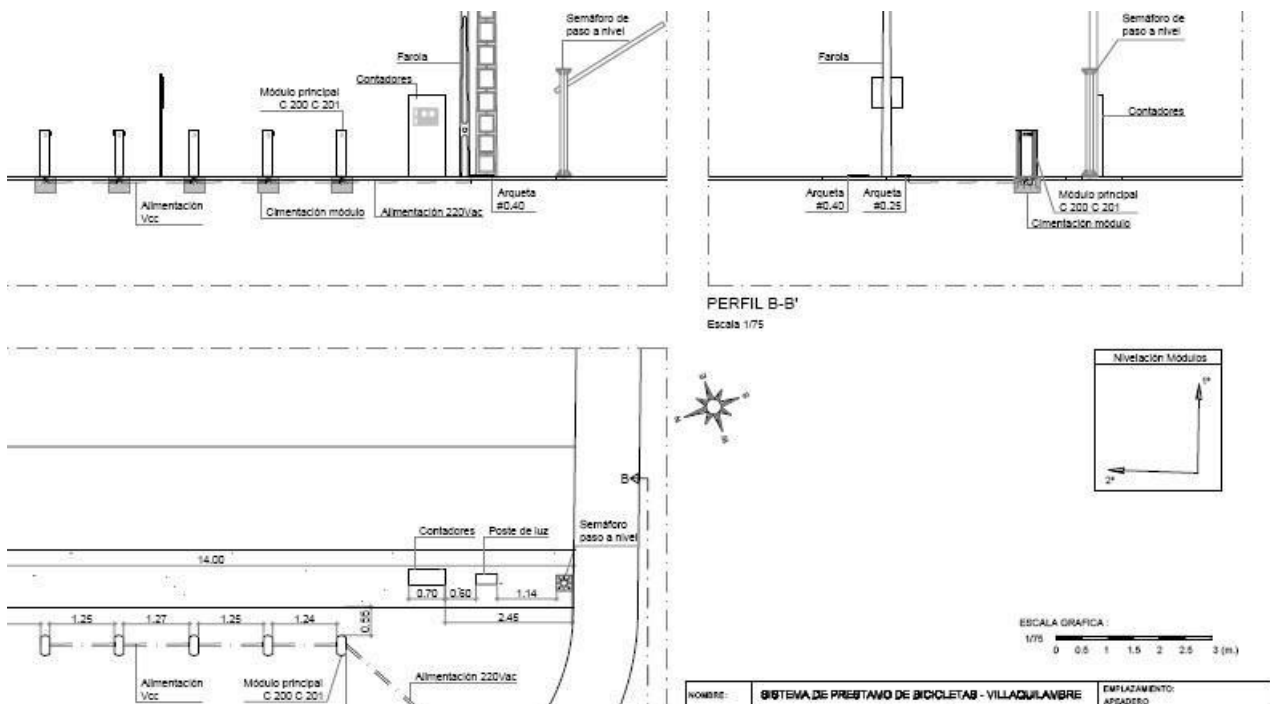 Semáforo de
paso a nivel
Farola
Contadores
Módulo principal
C 200 C 201
Alimentación
Vcc
Cimentación módulo
Alimentación 220Vac
Arqueta
#0.40
Semáforo de
paso a nivel
Farola
Contadores
Arqueta
#0.40
Arqueta
#0.25
Módulo principal
C 200 C 201
Cimentación módulo
PERFIL B-B'
Escala 1/75
Nivelación Módulos
1º
2º
B
Contadores
Poste de luz
Semáforo
paso a nivel
14.00
0.70
0.60
1.14
2.45
1.25
1.27
1.25
1.24
0.55
Alimentación
Vcc
Módulo principal
C 200 C 201
Alimentación 220Vac
ESCALA GRAFICA :
1/75
0 0.5 1 1.5 2 2.5 3 (m.)
NOMBRE:
SISTEMA DE PRESTAMO DE BICICLETAS - VILLAQUILAMBRE
EMPLAZAMIENTO:
APEADERO